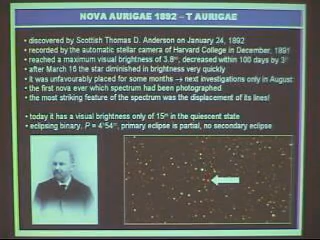 NOVA AURIGAE 1892 – T AURIGAE
• discovered by Scottish Thomas D. Anderson on January 24, 1892
• recorded by the automatic stellar camera of Harvard College in December, 1891
• reached a maximum visual brightness of 3.8m, decreased within 100 days by 3m
• after March 16 the star diminished in brightness very quickly
• it was unfavourably placed for some months → next investigations only in August
• the first nova ever which spectrum had been photographed
• the most striking feature of the spectrum was the displacement of its lines!
• today it has a visual brightness only of 15m in the quiescent state
• eclipsing binary, P = 4h54m, primary eclipse is partial, no secondary eclipse